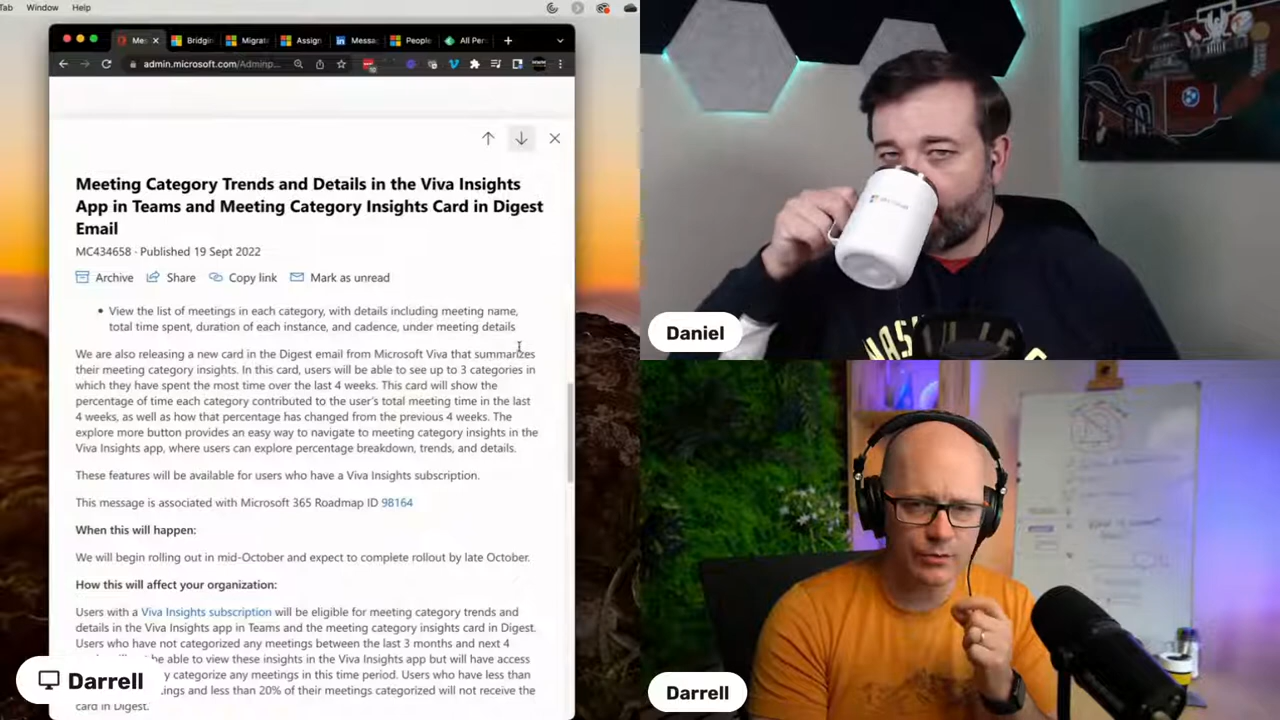 Tab Window Help
Mes Bridgin Migrat Assign Messa People All Per
admin.microsoft.com/Adminp...
Meeting Category Trends and Details in the Viva Insights
App in Teams and Meeting Category Insights Card in Digest
Email
MC434658 · Published 19 Sept 2022
Archive Share Copy link Mark as unread
• View the list of meetings in each category, with details including meeting name,
total time spent, duration of each instance, and cadence, under meeting details
We are also releasing a new card in the Digest email from Microsoft Viva that summarizes
their meeting category insights. In this card, users will be able to see up to 3 categories in
which they have spent the most time over the last 4 weeks. This card will show the
percentage of time each category contributed to the user's total meeting time in the last
4 weeks, as well as how that percentage has changed from the previous 4 weeks. The
explore more button provides an easy way to navigate to meeting category insights in the
Viva Insights app, where users can explore percentage breakdown, trends, and details.
These features will be available for users who have a Viva Insights subscription.
This message is associated with Microsoft 365 Roadmap ID 98164
When this will happen:
We will begin rolling out in mid-October and expect to complete rollout by late October.
How this will affect your organization:
Users with a Viva Insights subscription will be eligible for meeting category trends and
details in the Viva Insights app in Teams and the meeting category insights card in Digest.
Users who have not categorized any meetings between the last 3 months and next 4
be able to view these insights in the Viva Insights app but will have access
y categorize any meetings in this time period. Users who have less than
ings and less than 20% of their meetings categorized will not receive the
card in Digest.
Darrell
Daniel
Darrell